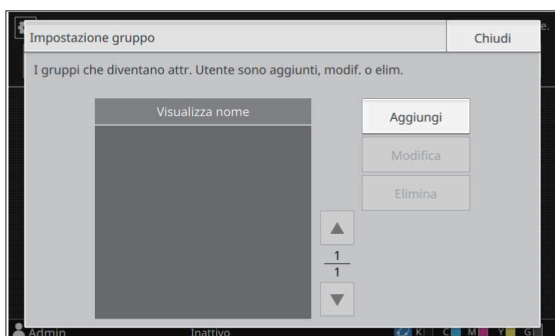 Impostazione gruppo
Chiudi
I gruppi che diventano attr. Utente sono aggiunti, modif. o elim.
Visualizza nome
Aggiungi
Modifica
Elimina
1
1
Admin
Inattivo
K C M Y G